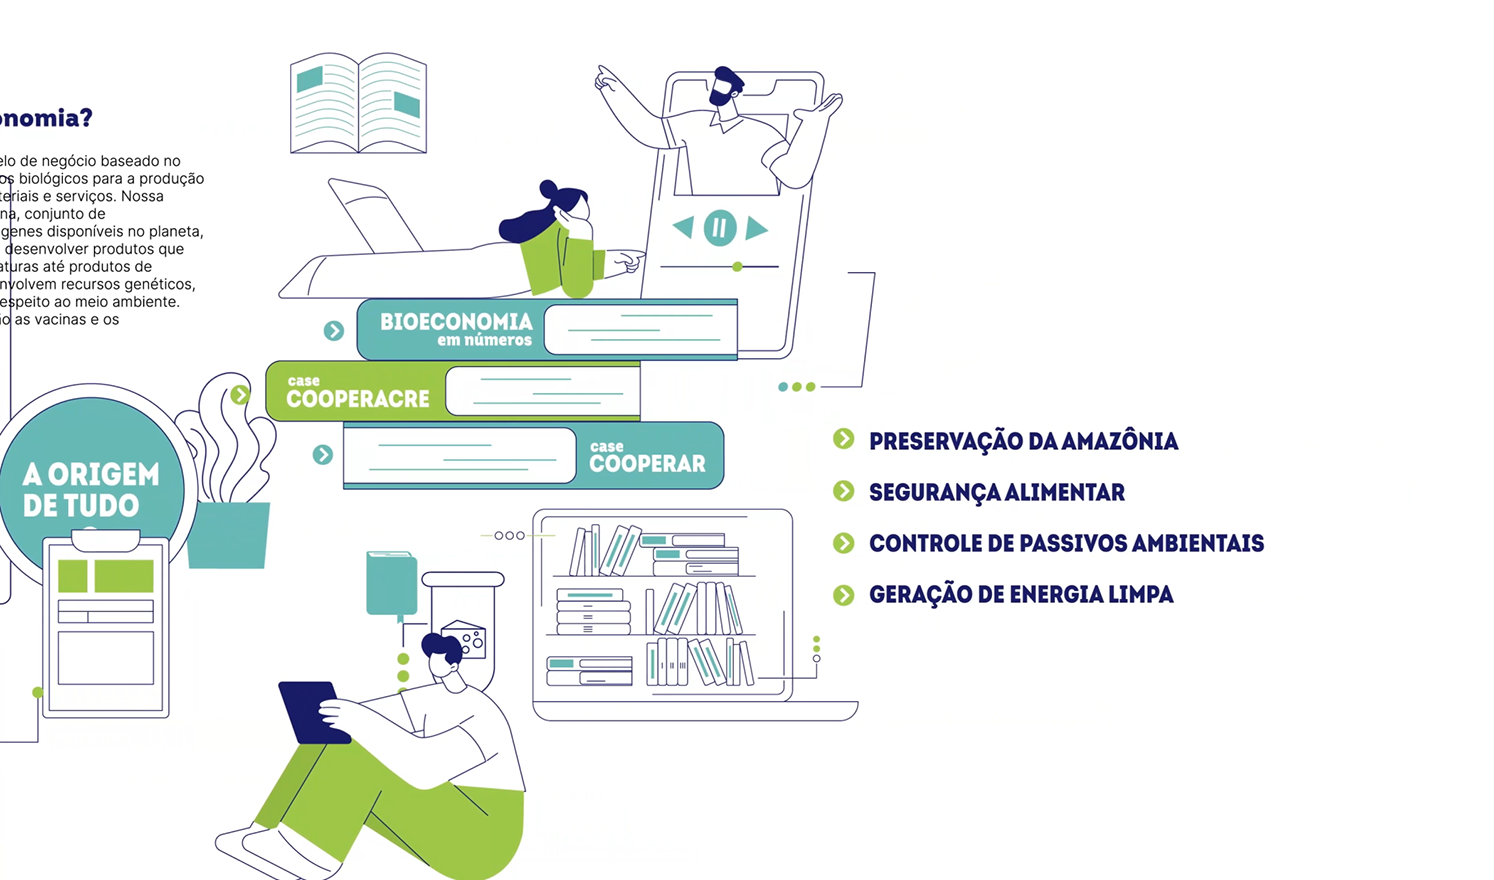 onomia?
elo de negócio baseado no
os biológicos para a produção
teriais e serviços. Nossa
na, conjunto de
genes disponíveis no planeta,
desenvolver produtos que
aturas até produtos de
nvolvem recursos genéticos,
espeito ao meio ambiente.
ão as vacinas e os
A ORIGEM
DE TUDO
BIOECONOMIA
em números
case
COOPERACRE
case
COOPERAR
PRESERVAÇÃO DA AMAZÔNIA
SEGURANÇA ALIMENTAR
CONTROLE DE PASSIVOS AMBIENTAIS
GERAÇÃO DE ENERGIA LIMPA